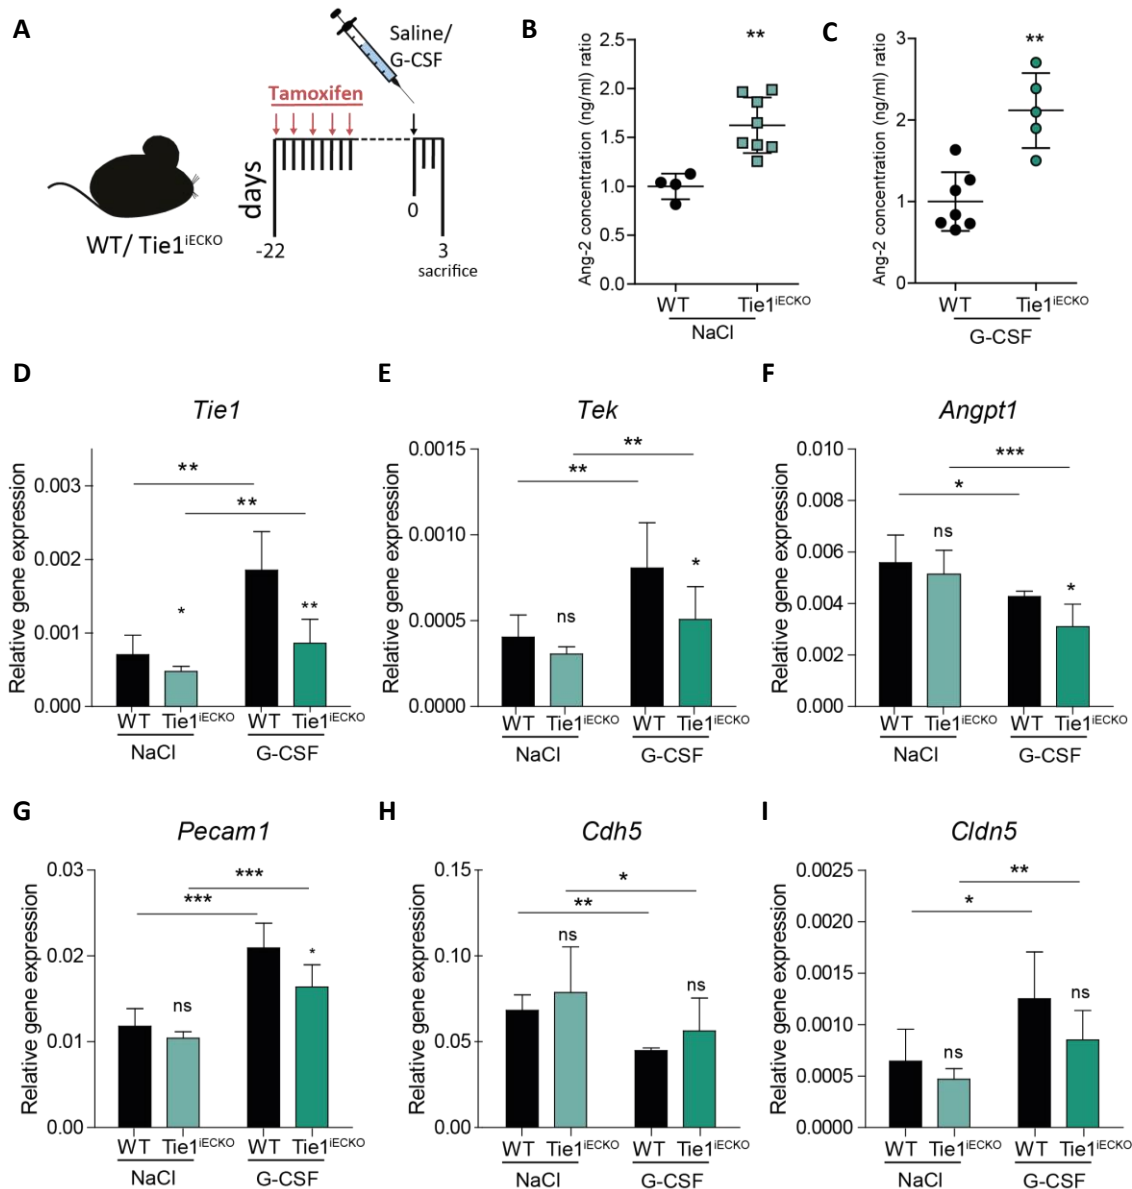 A
Saline/
G-CSF
Tamoxifen
days
0
-22
3
sacrifice
WT/ Tie1iECKO
B
Ang-2 concentration (ng/ml) ratio
2.5
2.0
1.5
1.0
0.5
0.0
**
WT Tie1iECKO
NaCl
C
Ang-2 concentration (ng/ml) ratio
3
2
1
0
**
WT Tie1iECKO
G-CSF
D
Tie1
Relative gene expression
0.003
0.002
0.001
0.000
**
**
*
**
WT Tie1iECKO WT Tie1iECKO
NaCl G-CSF
E
Tek
Relative gene expression
0.0015
0.0010
0.0005
0.0000
**
**
ns
*
WT Tie1iECKO WT Tie1iECKO
NaCl G-CSF
F
Angpt1
Relative gene expression
0.010
0.008
0.006
0.004
0.002
0.000
***
*
ns
*
WT Tie1iECKO WT Tie1iECKO
NaCl G-CSF
G
Pecam1
Relative gene expression
0.03
0.02
0.01
0.00
***
***
ns
*
WT Tie1iECKO WT Tie1iECKO
NaCl G-CSF
H
Cdh5
Relative gene expression
0.15
0.10
0.05
0.00
*
**
ns
ns
WT Tie1iECKO WT Tie1iECKO
NaCl G-CSF
I
Cldn5
Relative gene expression
0.0025
0.0020
0.0015
0.0010
0.0005
0.0000
**
*
ns
ns
WT Tie1iECKO WT Tie1iECKO
NaCl G-CSF